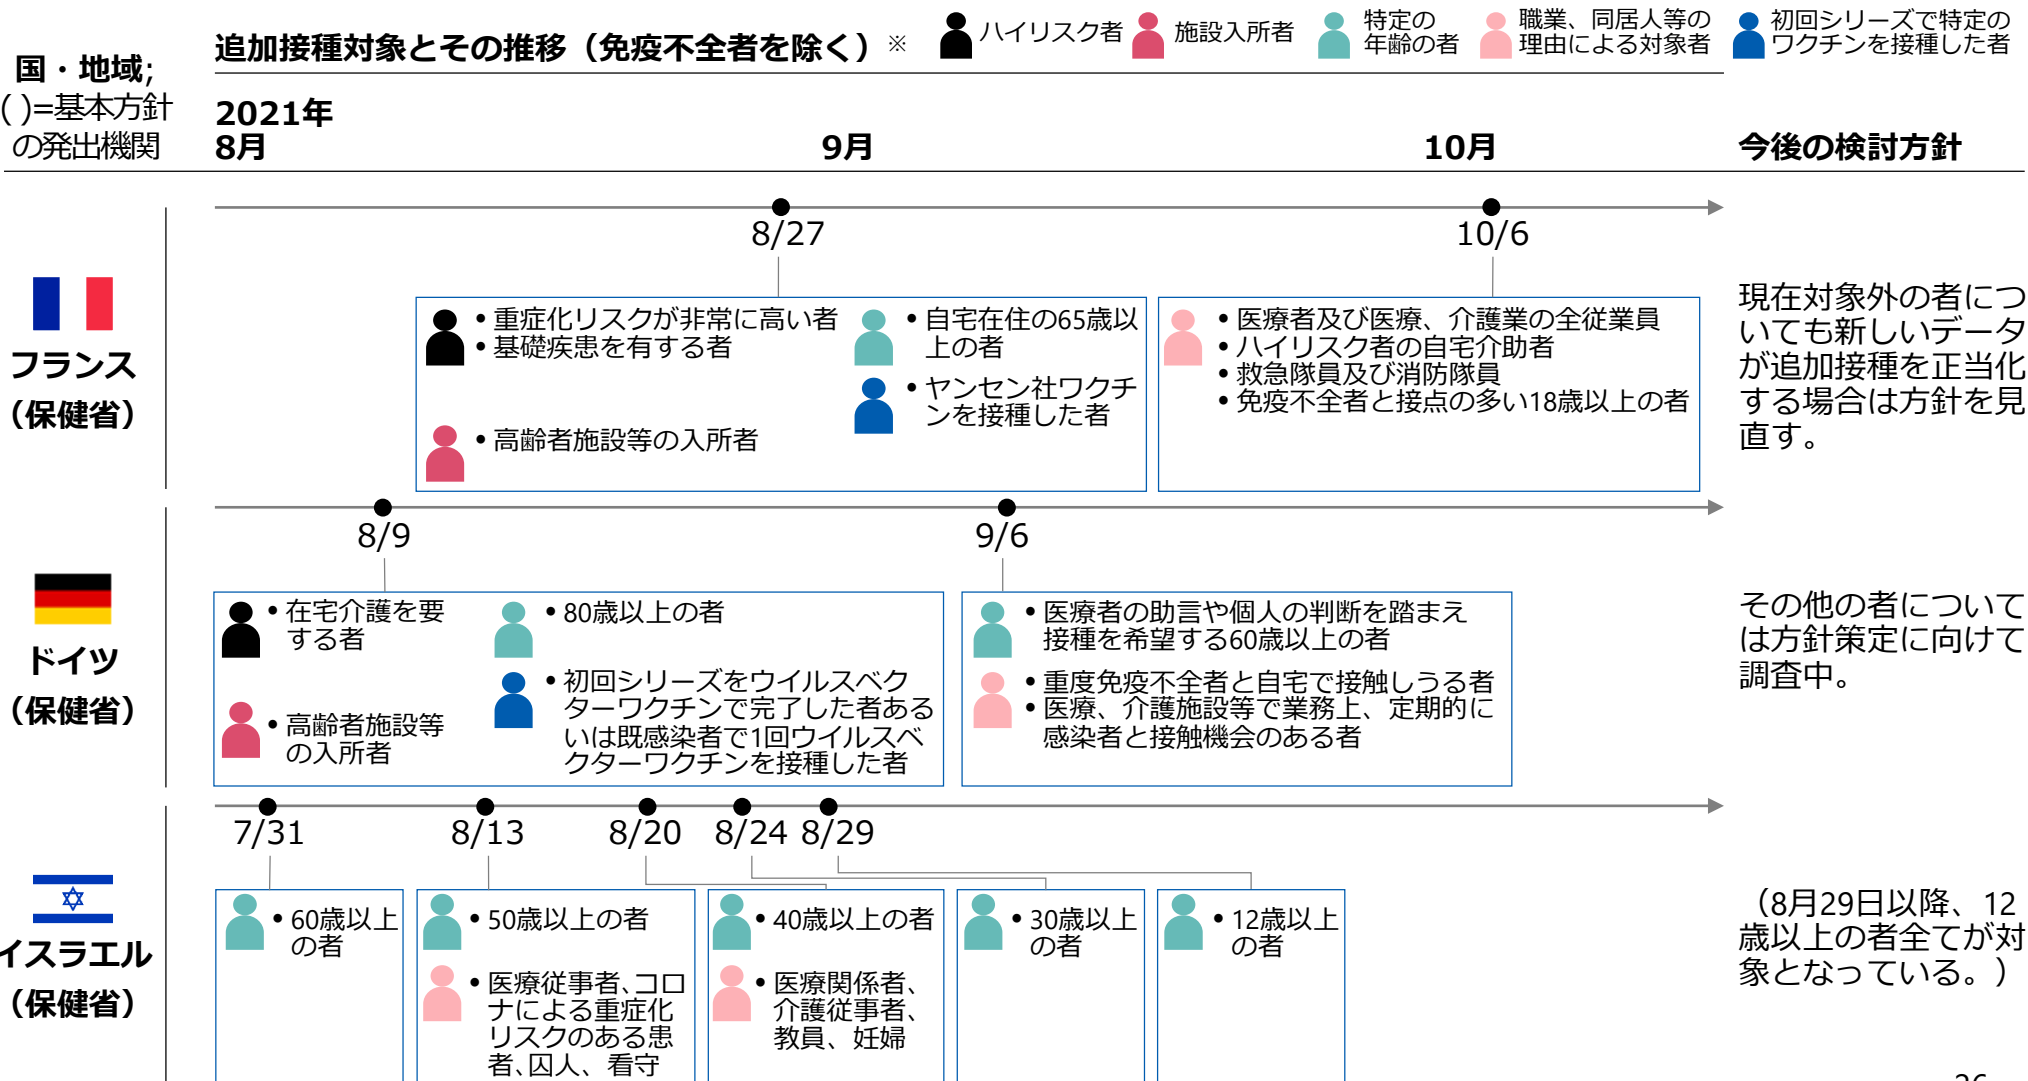 追加接種対象とその推移（免疫不全者を除く）※
ハイリスク者
施設入所者
特定の
年齢の者
職業、同居人等の
理由による対象者
初回シリーズで特定の
ワクチンを接種した者
国・地域;
( )=基本方針
の発出機関
2021年
8月
9月
10月
今後の検討方針
フランス
（保健省）
8/27
10/6
• 重症化リスクが非常に高い者
• 基礎疾患を有する者
• 高齢者施設等の入所者
• 自宅在住の65歳以
上の者
• ヤンセン社ワクチ
ンを接種した者
• 医療者及び医療、介護業の全従業員
• ハイリスク者の自宅介助者
• 救急隊員及び消防隊員
• 免疫不全者と接点の多い18歳以上の者
現在対象外の者につ
いても新しいデータ
が追加接種を正当化
する場合は方針を見
直す。
ドイツ
（保健省）
8/9
9/6
• 在宅介護を要
する者
• 高齢者施設等
の入所者
• 80歳以上の者
• 初回シリーズをウイルスベク
ターワクチンで完了した者ある
いは既感染者で1回ウイルスベ
クターワクチンを接種した者
• 医療者の助言や個人の判断を踏まえ
接種を希望する60歳以上の者
• 重度免疫不全者と自宅で接触しうる者
• 医療、介護施設等で業務上、定期的に
感染者と接触機会のある者
その他の者について
は方針策定に向けて
調査中。
イスラエル
（保健省）
7/31
8/13
8/20
8/24
8/29
• 60歳以上
の者
• 50歳以上の者
• 医療従事者、コロ
ナによる重症化
リスクのある患
者、囚人、看守
• 40歳以上の者
• 医療関係者、
介護従事者、
教員、妊婦
• 30歳以上
の者
• 12歳以上
の者
（8月29日以降、12
歳以上の者全てが対
象となっている。）